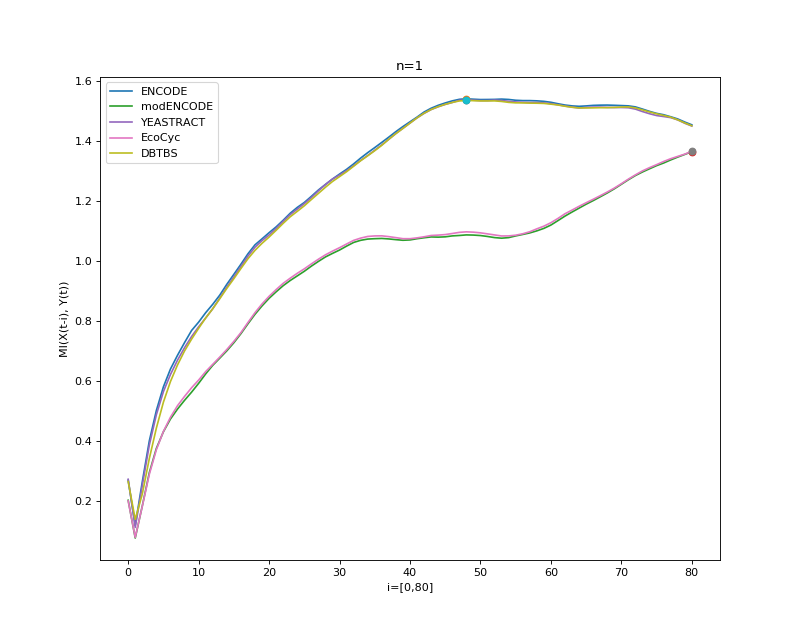 n=1
ENCODE
modENCODE
YEASTRACT
EcoCyc
DBTBS
MI(X(t-i), Y(t))
1.6
1.4
1.2
1.0
0.8
0.6
0.4
0.2
0 10 20 30 40 50 60 70 80
i=[0,80]